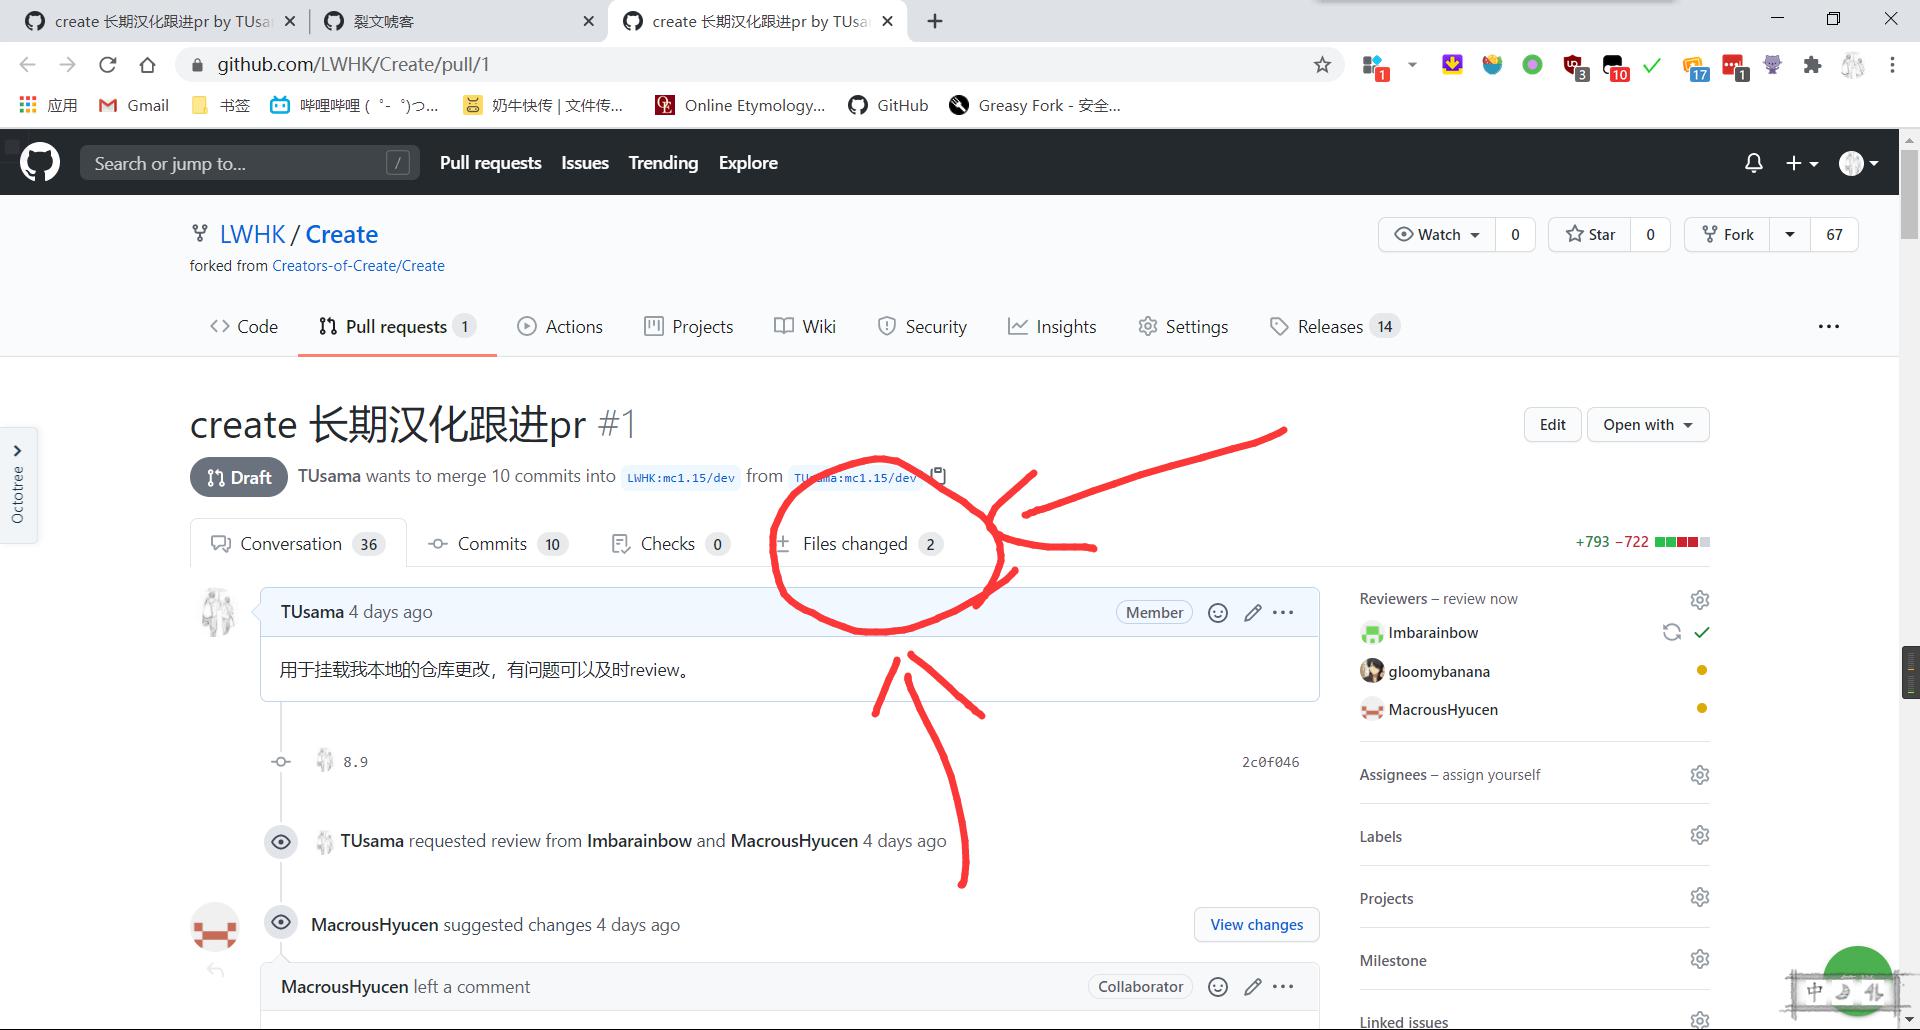 create 长期汉化跟进pr by TUsa
裂文唬客
create 长期汉化跟进pr by TUsa
github.com/LWHK/Create/pull/1
1
3
10
17
1
应用
Gmail
书签
哔哩哔哩 ( ゜- ゜)つ...
奶牛快传 | 文件传...
Online Etymology...
GitHub
Greasy Fork - 安全...
Search or jump to...
/
Pull requests
Issues
Trending
Explore
LWHK / Create
Watch 0
Star 0
Fork 67
forked from Creators-of-Create/Create
Code
Pull requests 1
Actions
Projects
Wiki
Security
Insights
Settings
Releases 14
create 长期汉化跟进pr #1
Edit
Open with
Draft
TUsama wants to merge 10 commits into LWHK:mc1.15/dev from TUsama:mc1.15/dev
Octotree
Conversation 36
Commits 10
Checks 0
Files changed 2
+793 −722
TUsama 4 days ago
Member
用于挂载我本地的仓库更改，有问题可以及时review。
8.9
2c0f046
TUsama requested review from Imbarainbow and MacrousHyucen 4 days ago
MacrousHyucen suggested changes 4 days ago
View changes
MacrousHyucen left a comment
Collaborator
Reviewers – review now
Imbarainbow
gloomybanana
MacrousHyucen
Assignees – assign yourself
Labels
Projects
Milestone
Linked issues
中